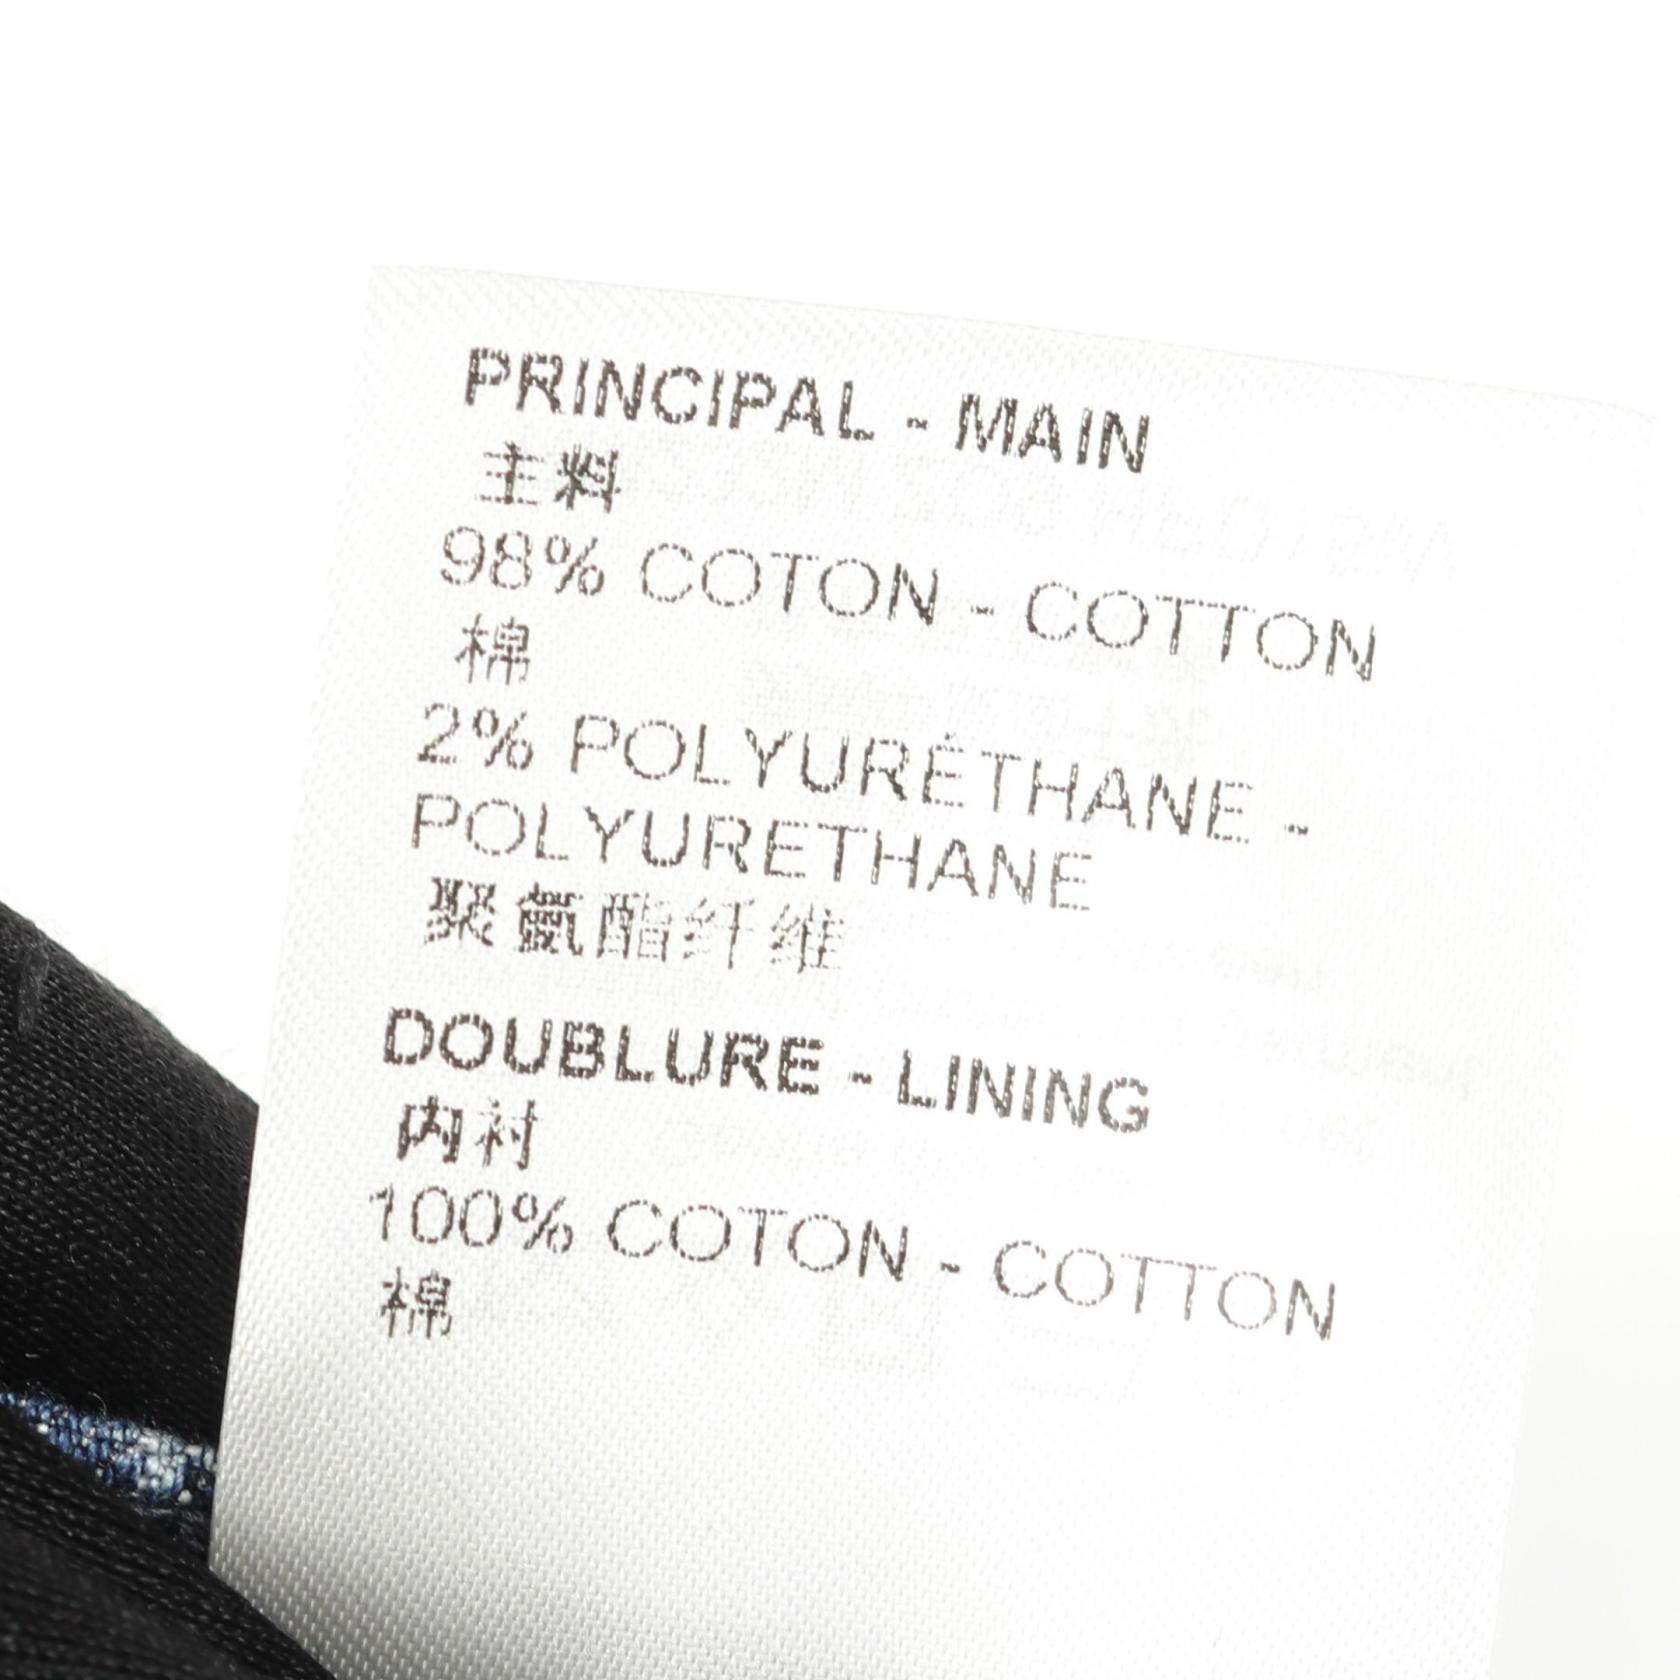 PRINCIPAL - MAIN
主料
98% COTON - COTTON
棉
2% POLYURÉTHANE -
POLYURETHANE
聚氨酯纤维
DOUBLURE - LINING
内衬
100% COTON - COTTON
棉